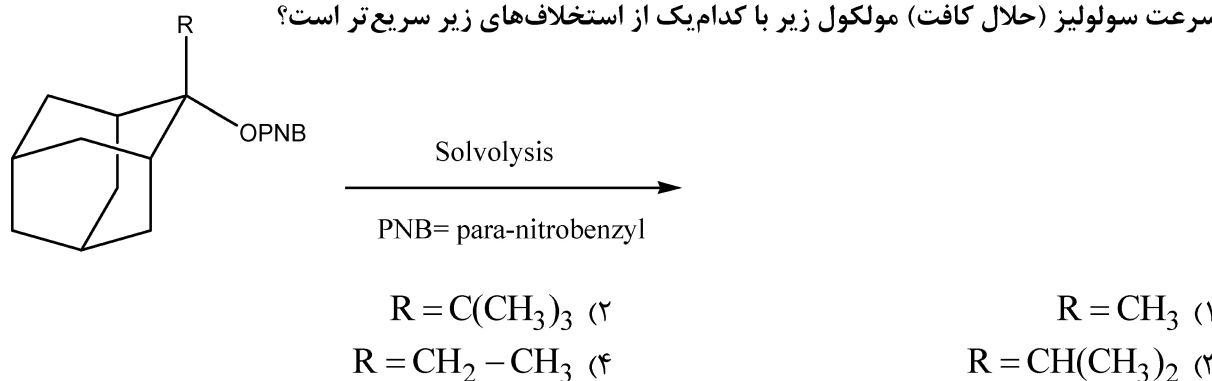 سرعت سولولیز (حلال کافت) مولکول زیر با کدام‌یک از استخلاف‌های زیر سریع‌تر است؟
R
OPNB
Solvolysis
PNB= para-nitrobenzyl
R = CH3 (۱
R = C(CH3)3 (۲
R = CH(CH3)2
R = CH2 – CH3 (۴